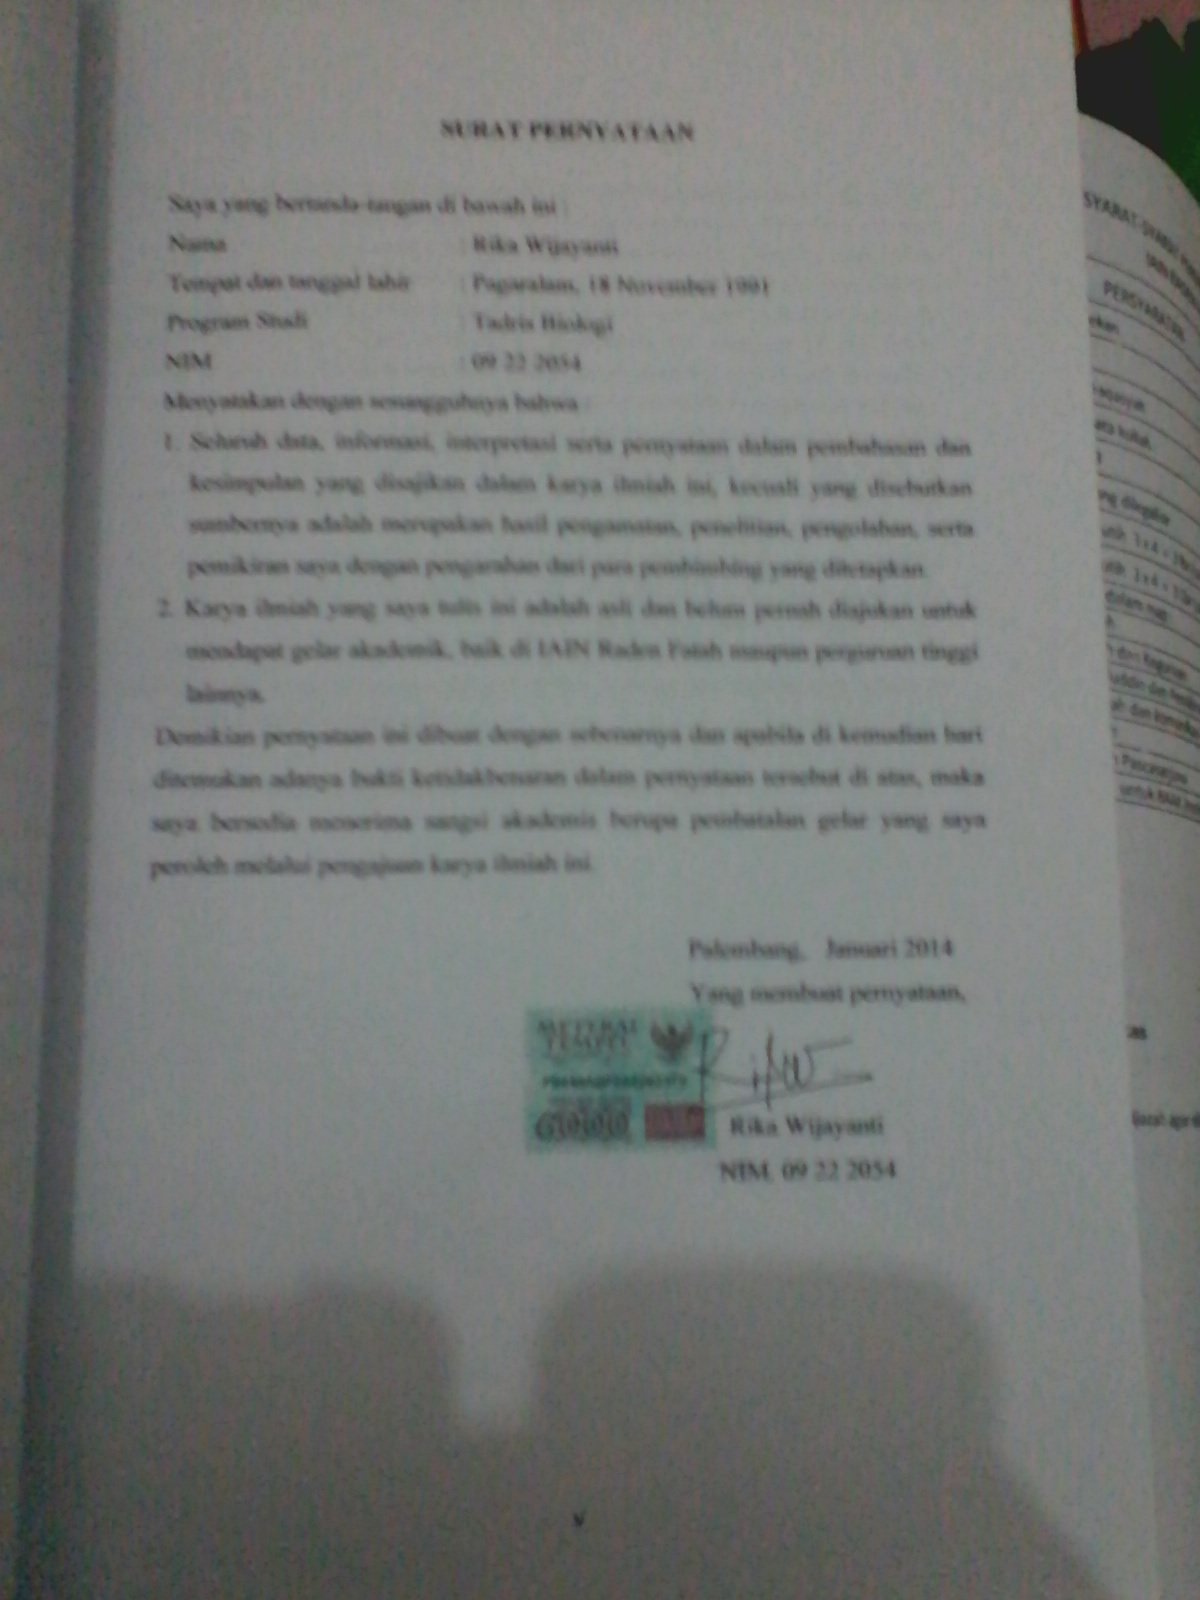 SURAT PERNYATAAN
Saya yang bertanda-tangan di bawah ini :
Nama : Rika Wijayanti
Tempat dan tanggal lahir : Pagaralam, 18 November 1991
Program Studi : Tadris Biologi
NIM : 09 22 2054
Menyatakan dengan sesungguhnya bahwa :
1. Seluruh data, informasi, interpretasi serta pernyataan dalam pembahasan dan
kesimpulan yang disajikan dalam karya ilmiah ini, kecuali yang disebutkan
sumbernya adalah merupakan hasil pengamatan, penelitian, pengolahan, serta
pemikiran saya dengan pengarahan dari para pembimbing yang ditetapkan.
2. Karya ilmiah yang saya tulis ini adalah asli dan belum pernah diajukan untuk
mendapat gelar akademik, baik di IAIN Raden Fatah maupun perguruan tinggi
lainnya.
Demikian pernyataan ini dibuat dengan sebenarnya dan apabila di kemudian hari
ditemukan adanya bukti ketidakbenaran dalam pernyataan tersebut di atas, maka
saya bersedia menerima sangsi akademis berupa pembatalan gelar yang saya
peroleh melalui pengajuan karya ilmiah ini.
Palembang, Januari 2014
Yang membuat pernyataan,
METERAI
TEMPEL
6000
Rika Wijayanti
NIM. 09 22 2054
v
PERSYARATAN